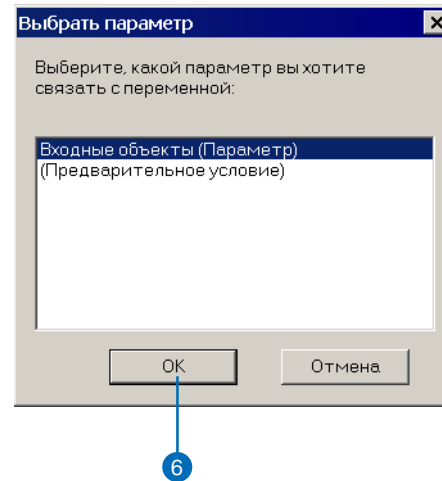 Выбрать параметр
Выберите, какой параметр вы хотите
связать с переменной:
Входные объекты (Параметр)
(Предварительное условие)
OK
Отмена
6